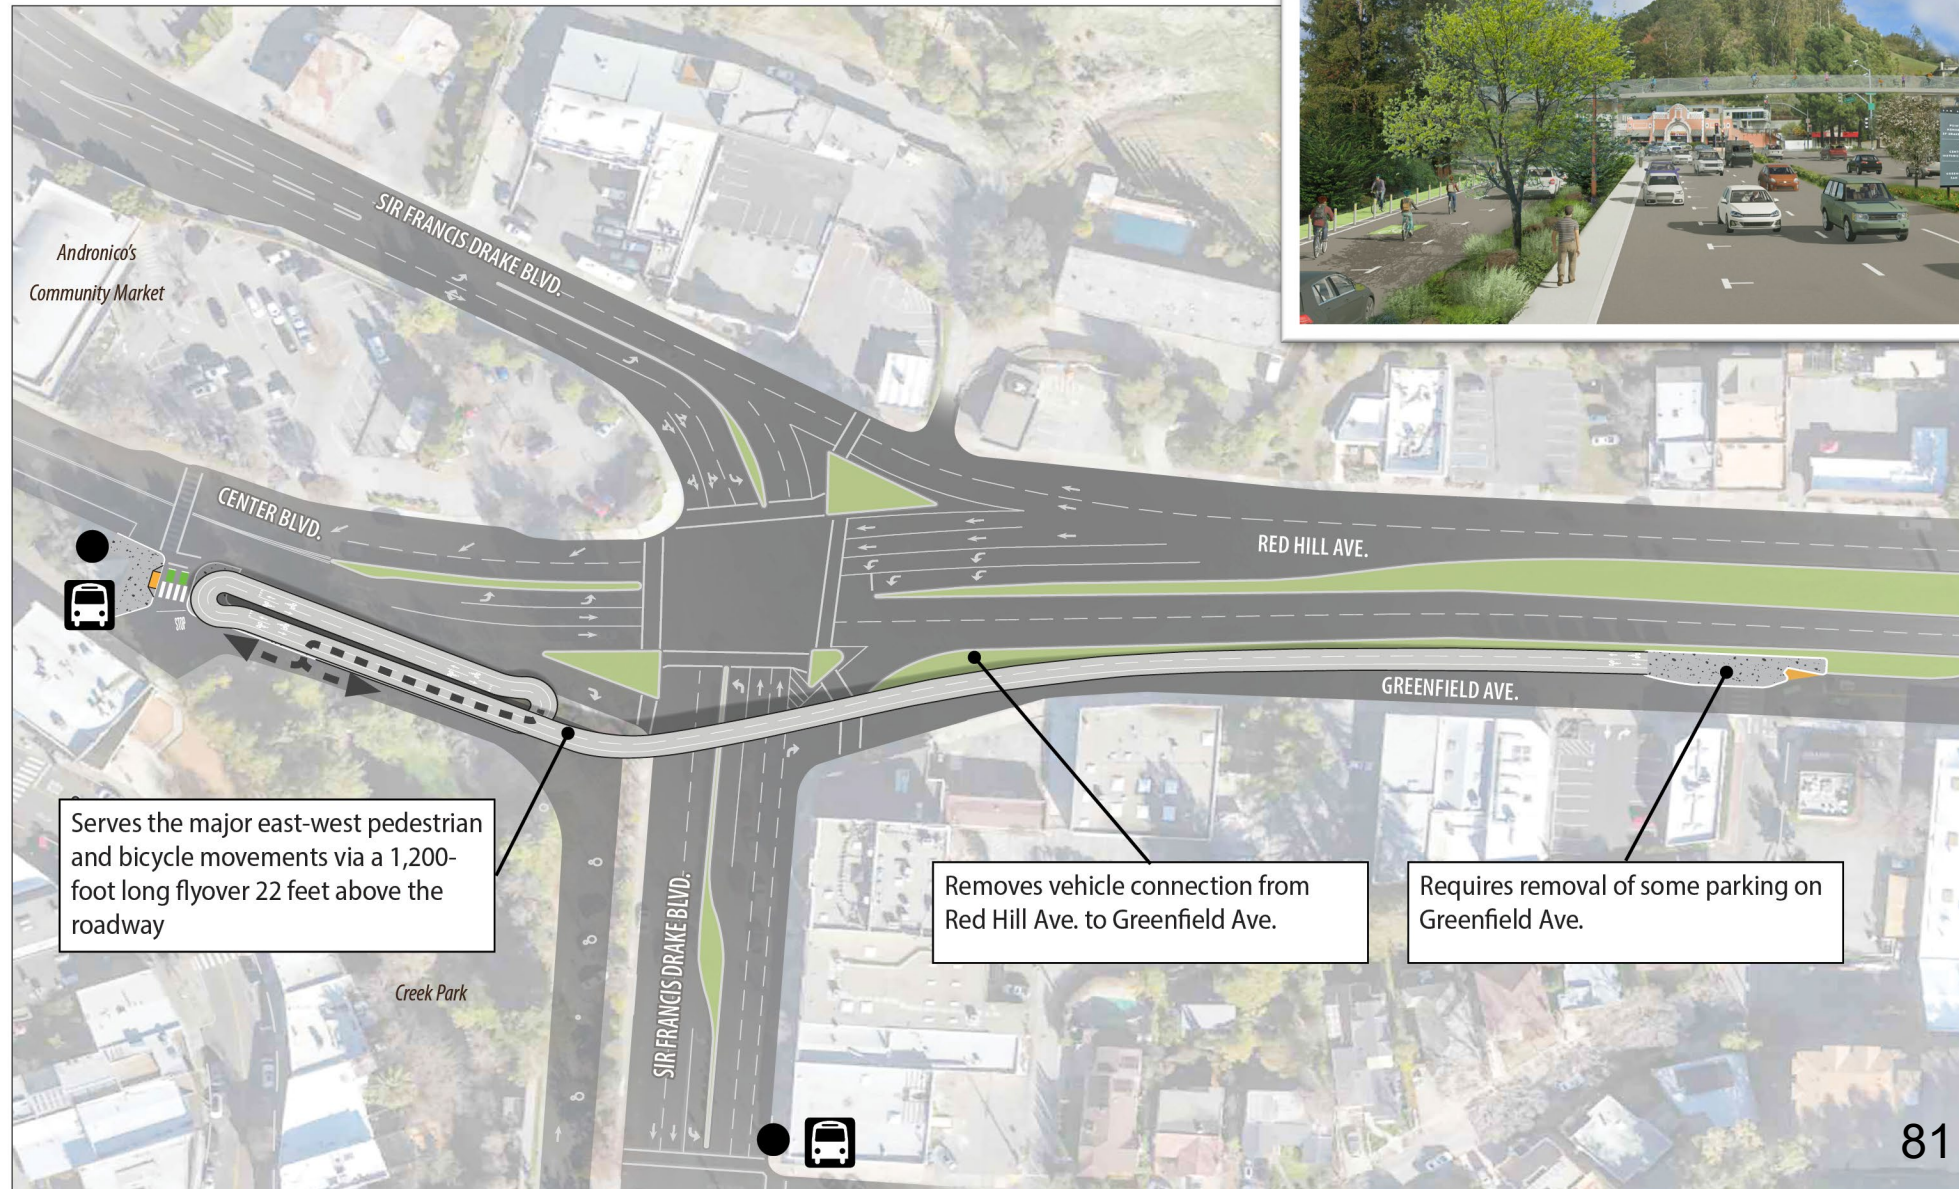 SIR FRANCIS DRAKE BLVD.
Andronico's
Community Market
CENTER BLVD.
RED HILL AVE.
STOP
GREENFIELD AVE.
Serves the major east-west pedestrian
and bicycle movements via a 1,200-
foot long flyover 22 feet above the
roadway
Removes vehicle connection from
Red Hill Ave. to Greenfield Ave.
Requires removal of some parking on
Greenfield Ave.
SIR FRANCIS DRAKE BLVD.
Creek Park
81